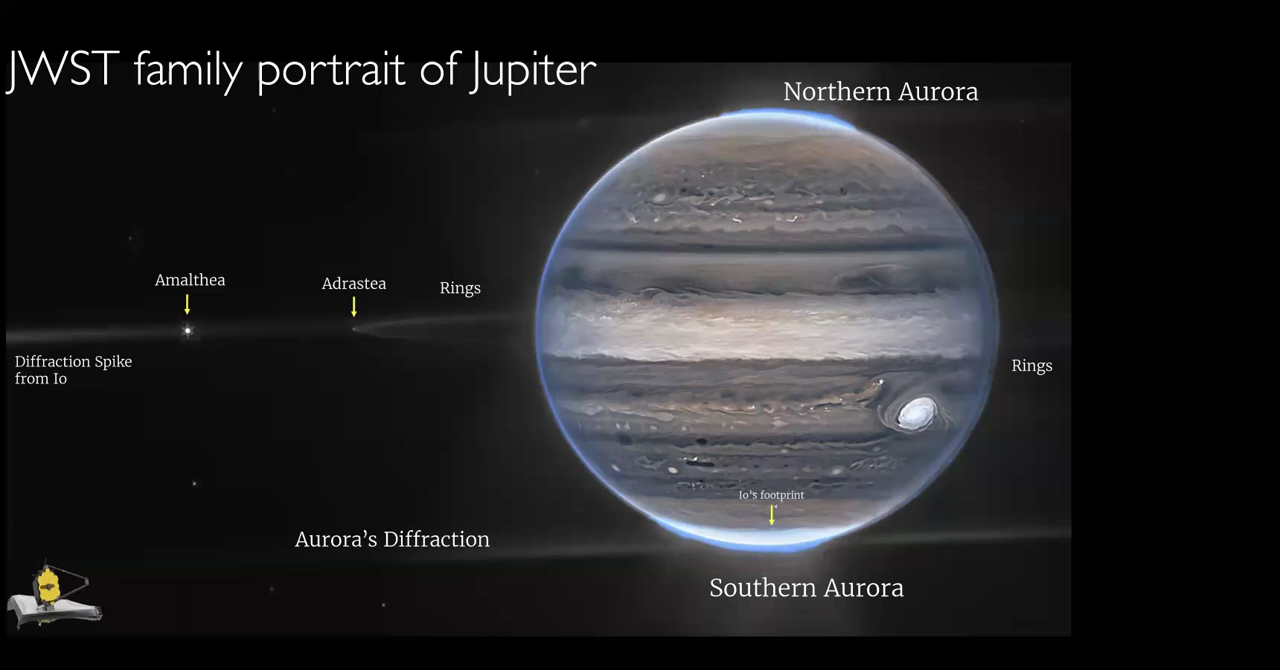 JWST family portrait of Jupiter
Northern Aurora
Amalthea
Adrastea
Rings
Diffraction Spike
from Io
Rings
Io's footprint
Aurora's Diffraction
Southern Aurora